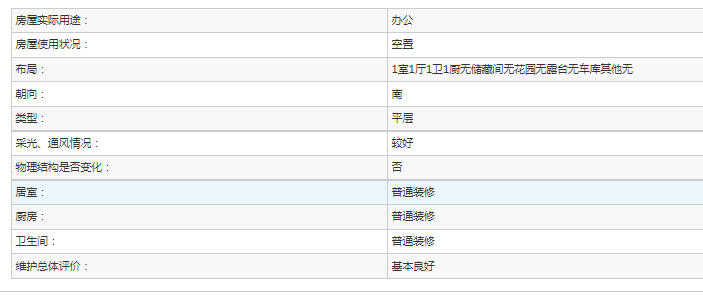 房屋实际用途： 办公
房屋使用状况： 空置
布局： 1室1厅1卫1厨无储藏间无花园无露台无车库其他无
朝向： 南
类型： 平层
采光、通风情况： 较好
物理结构是否变化： 否
居室： 普通装修
厨房： 普通装修
卫生间： 普通装修
维护总体评价： 基本良好